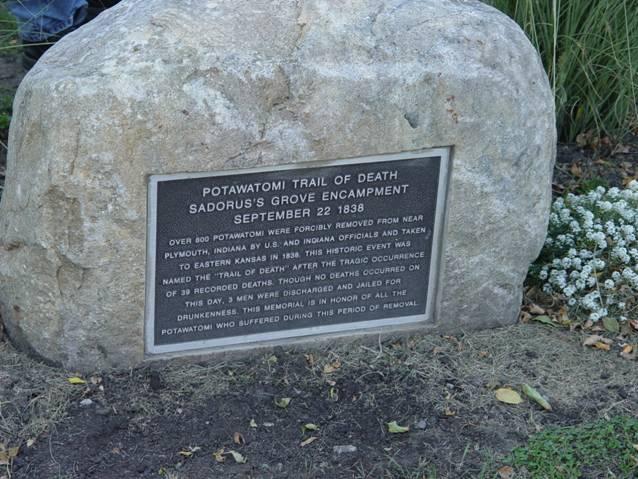 POTAWATOMI TRAIL OF DEATH
SADORUS'S GROVE ENCAMPMENT
SEPTEMBER 22 1838
OVER 800 POTAWATOMI WERE FORCIBLY REMOVED FROM NEAR
PLYMOUTH, INDIANA BY U.S. AND INDIANA OFFICIALS AND TAKEN
TO EASTERN KANSAS IN 1838. THIS HISTORIC EVENT WAS
NAMED THE "TRAIL OF DEATH" AFTER THE TRAGIC OCCURRENCE
OF 39 RECORDED DEATHS. THOUGH NO DEATHS OCCURRED ON
THIS DAY, 3 MEN WERE DISCHARGED AND JAILED FOR
DRUNKENNESS. THIS MEMORIAL IS IN HONOR OF ALL THE
POTAWATOMI WHO SUFFERED DURING THIS PERIOD OF REMOVAL.